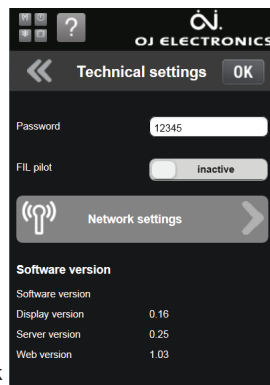 ?
OJ.
OJ ELECTRONICS
Technical settings OK
Password 12345
FIL pilot inactive
Network settings
Software version
Software version
Display version 0.16
Server version 0.25
Web version 1.03